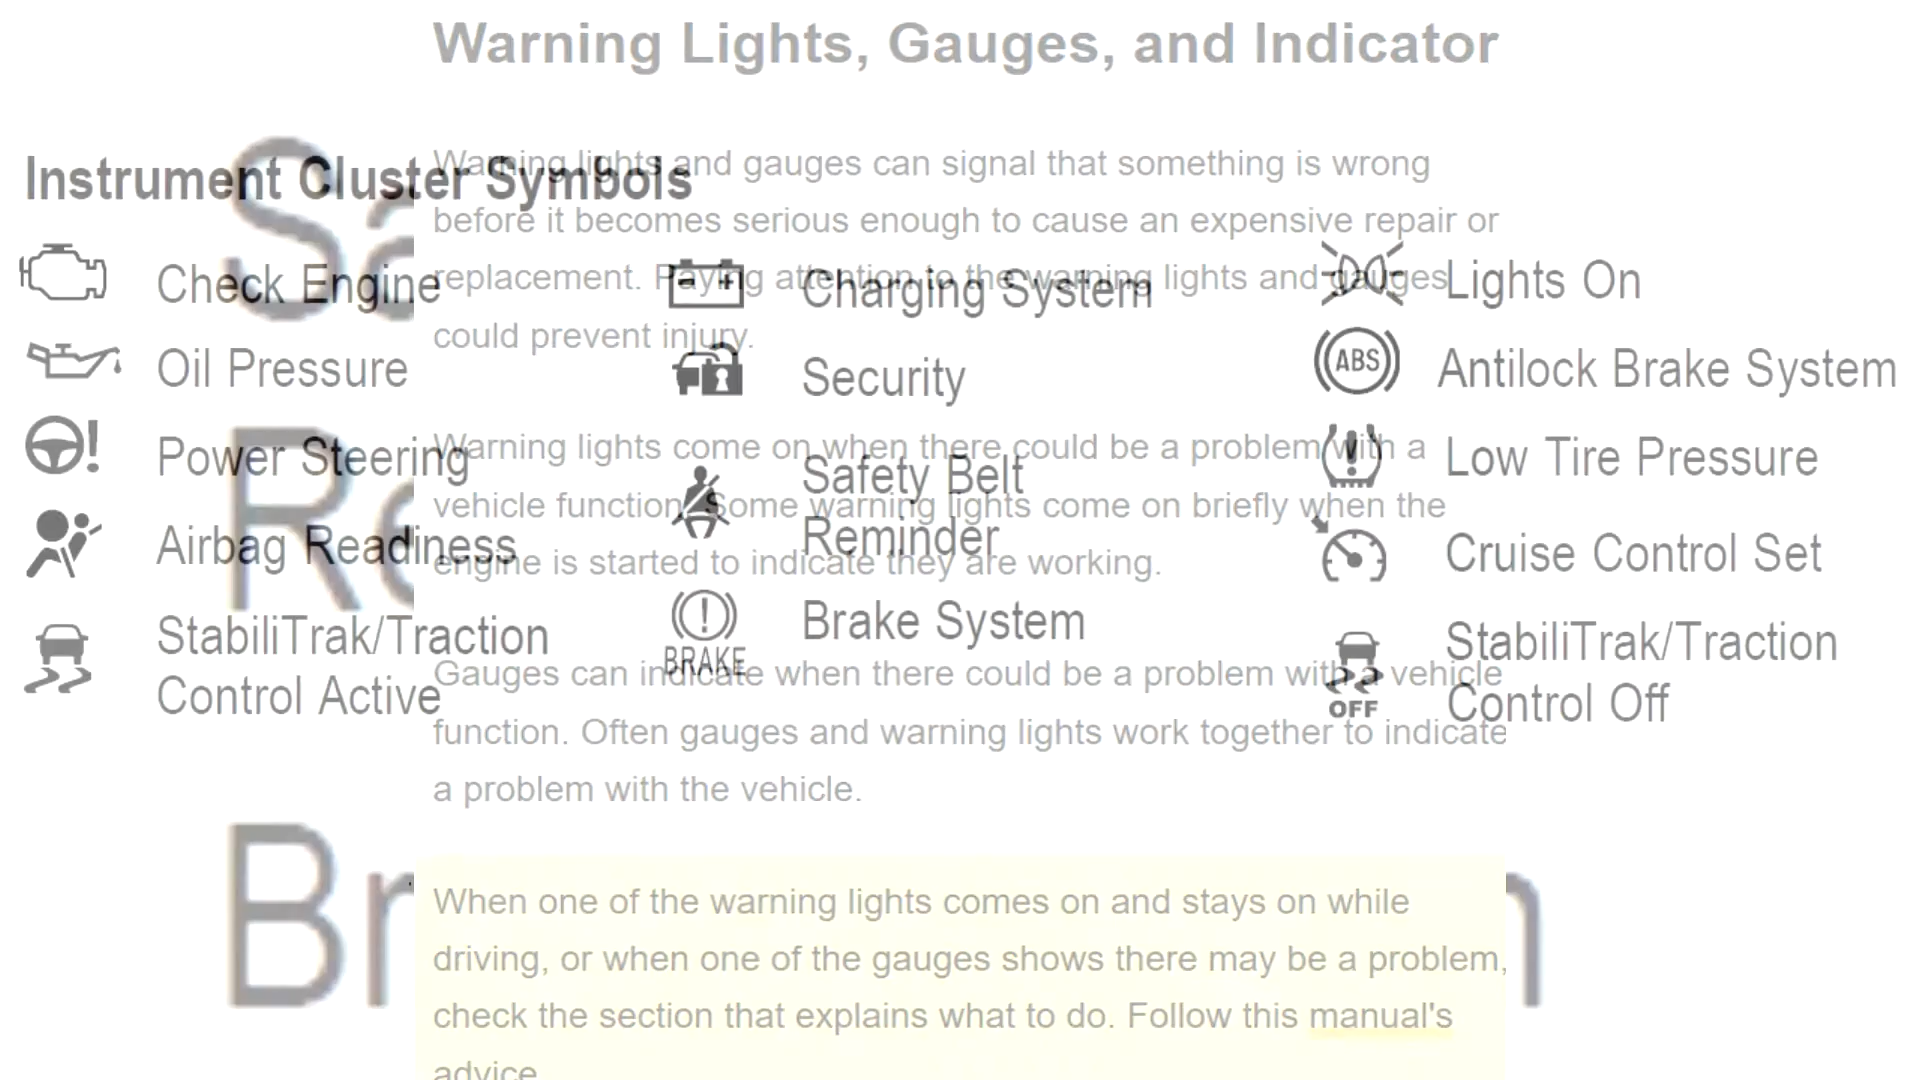 Warning Lights, Gauges, and Indicator
Warning lights and gauges can signal that something is wrong
before it becomes serious enough to cause an expensive repair or
replacement. Paying attention to the warning lights and gauges
could prevent injury.
Warning lights come on when there could be a problem with a
vehicle function. Some warning lights come on briefly when the
engine is started to indicate they are working.
Gauges can indicate when there could be a problem with a vehicle
function. Often gauges and warning lights work together to indicate
a problem with the vehicle.
When one of the warning lights comes on and stays on while
driving, or when one of the gauges shows there may be a problem,
check the section that explains what to do. Follow this manual's
advice
Instrument Cluster Symbols
Check Engine
Oil Pressure
Power Steering
Airbag Readiness
StabiliTrak/Traction
Control Active
Charging System
Security
Safety Belt
Reminder
Brake System
BRAKE
Lights On
ABS
Antilock Brake System
Low Tire Pressure
Cruise Control Set
StabiliTrak/Traction
Control Off
OFF
Sa
Re
Br